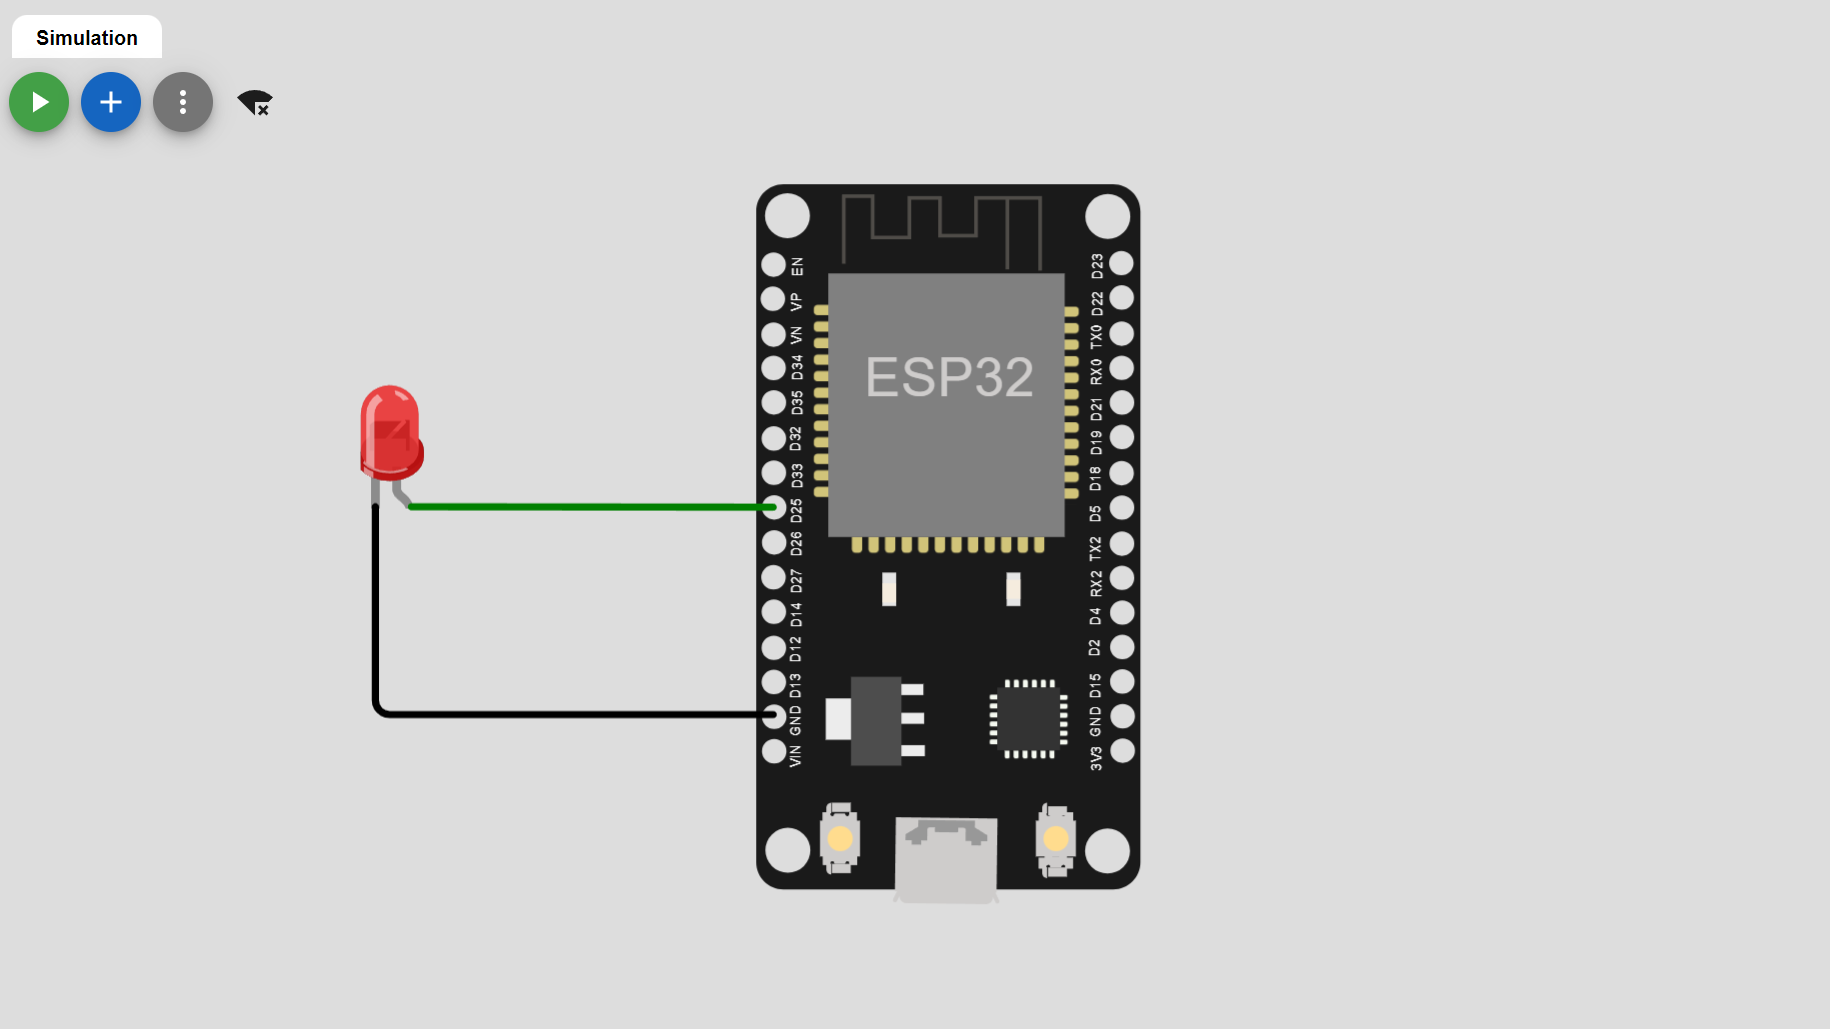 Simulation
ESP32
EN
VP
VN
D34
D35
D32
D33
D25
D26
D27
D14
D12
D13
GND
VIN
D23
D22
TX0
RX0
D21
D19
D18
D5
TX2
RX2
D4
D2
D15
GND
3V3